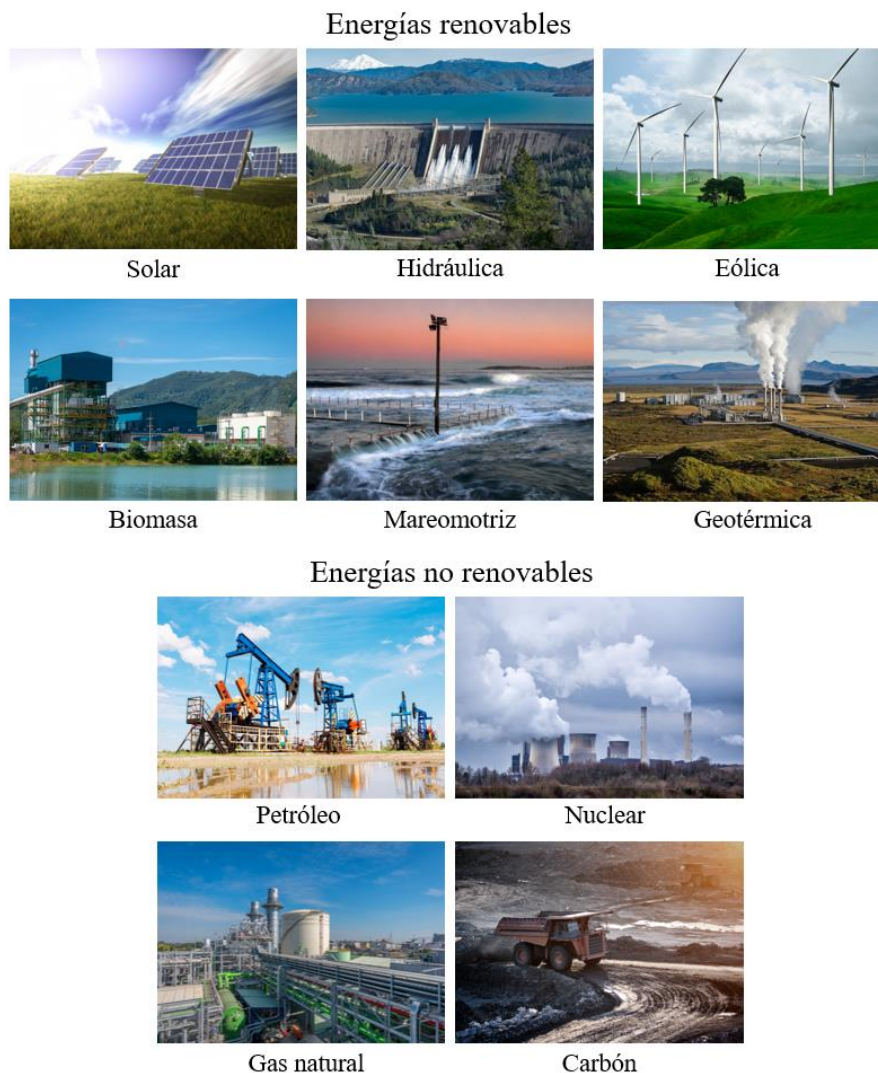 Energías renovables
Solar
Hidráulica
Eólica
Biomasa
Mareomotriz
Geotérmica
Energías no renovables
Petróleo
Nuclear
Gas natural
Carbón